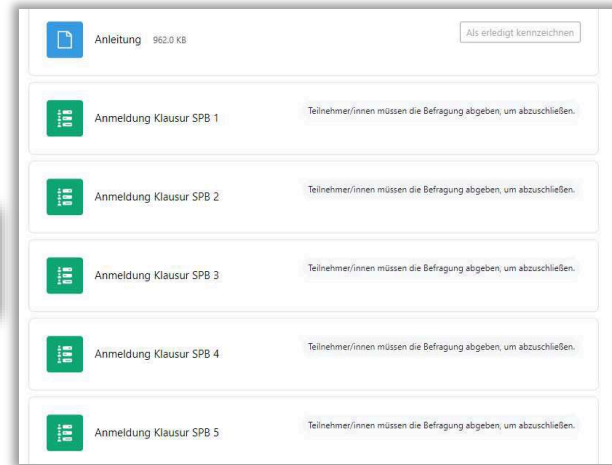 Anleitung 962.0 KB Als erledigt kennzeichnen
Anmeldung Klausur SPB 1 Teilnehmer/innen müssen die Befragung abgeben, um abzuschließen.
Anmeldung Klausur SPB 2 Teilnehmer/innen müssen die Befragung abgeben, um abzuschließen.
Anmeldung Klausur SPB 3 Teilnehmer/innen müssen die Befragung abgeben, um abzuschließen.
Anmeldung Klausur SPB 4 Teilnehmer/innen müssen die Befragung abgeben, um abzuschließen.
Anmeldung Klausur SPB 5 Teilnehmer/innen müssen die Befragung abgeben, um abzuschließen.